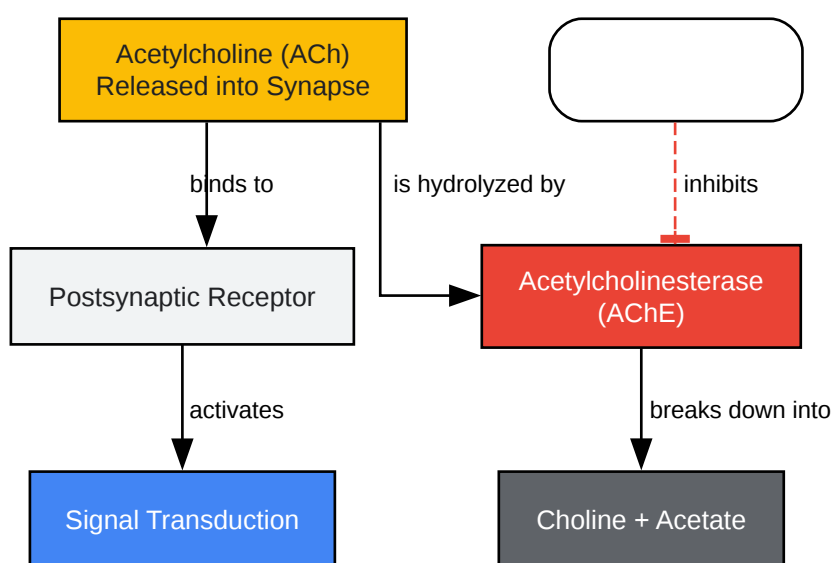 Acetylcholine (ACh)
Released into Synapse
binds to
is hydrolyzed by
inhibits
Postsynaptic Receptor
Acetylcholinesterase
(AChE)
activates
breaks down into
Signal Transduction
Choline + Acetate